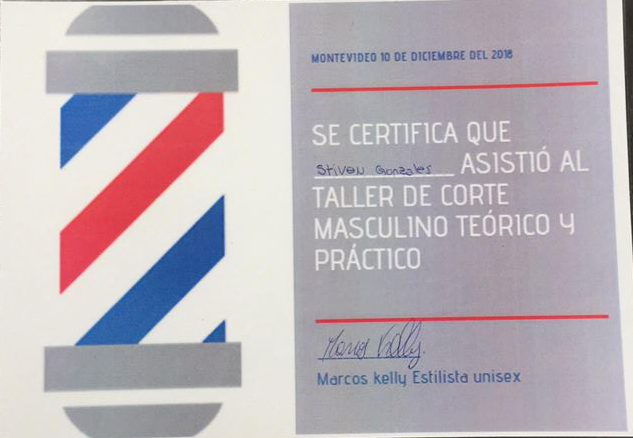 MONTEVIDEO 10 DE DICIEMBRE DEL 2018
SE CERTIFICA QUE
Stiven Gonzales ASISTIÓ AL
TALLER DE CORTE
MASCULINO TEÓRICO Y
PRÁCTICO
Marcos Kelly.
Marcos kelly Estilista unisex